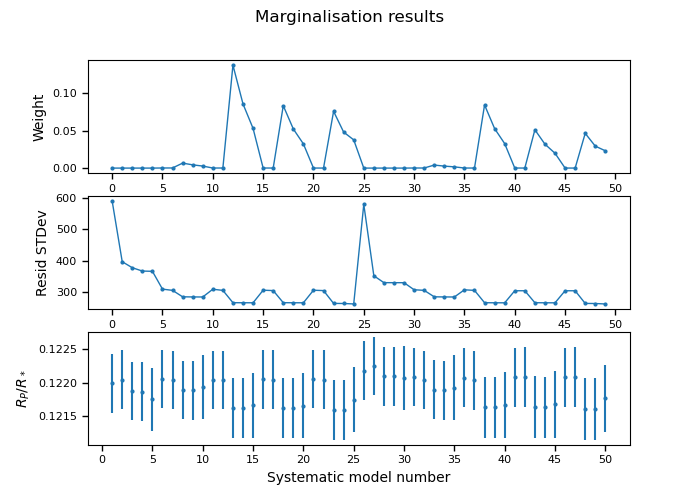 Marginalisation results
Weight
0.10
0.05
0.00
0 5 10 15 20 25 30 35 40 45 50
Resid STDev
600
500
400
300
0 5 10 15 20 25 30 35 40 45 50
R_P/R_*
0.1225
0.1220
0.1215
0 5 10 15 20 25 30 35 40 45 50
Systematic model number